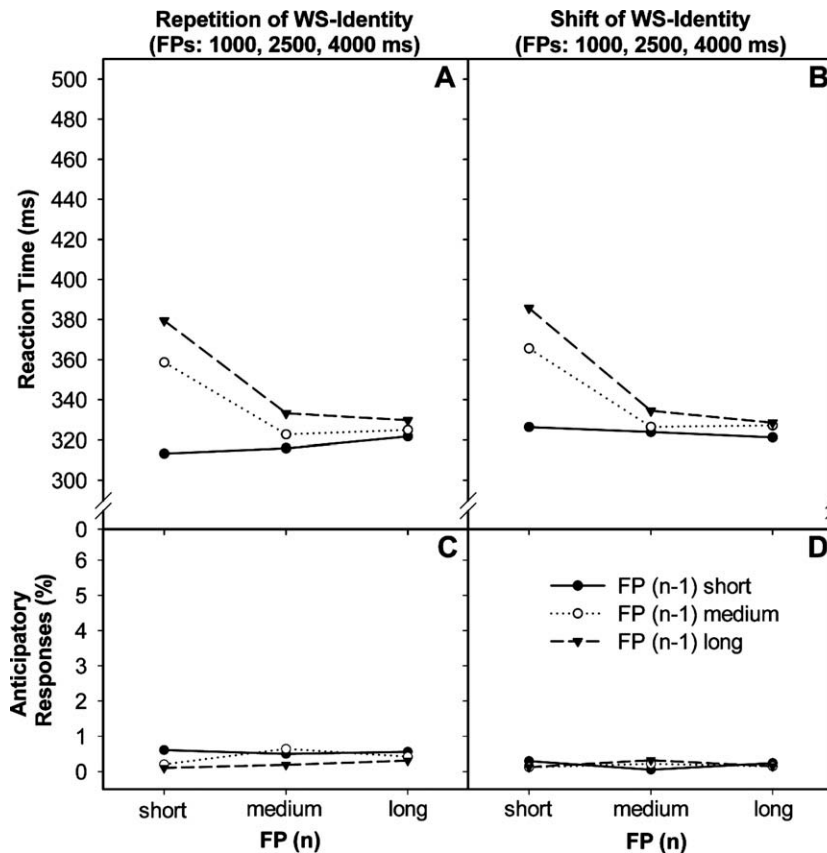 Repetition of WS-Identity
(FPs: 1000, 2500, 4000 ms)
Shift of WS-Identity
(FPs: 1000, 2500, 4000 ms)
A
B
Reaction Time (ms)
500
480
460
440
420
400
380
360
340
320
300
0
C
D
Anticipatory
Responses (%)
6
5
4
3
2
1
0
FP (n-1) short
FP (n-1) medium
FP (n-1) long
short
medium
long
short
medium
long
FP (n)
FP (n)